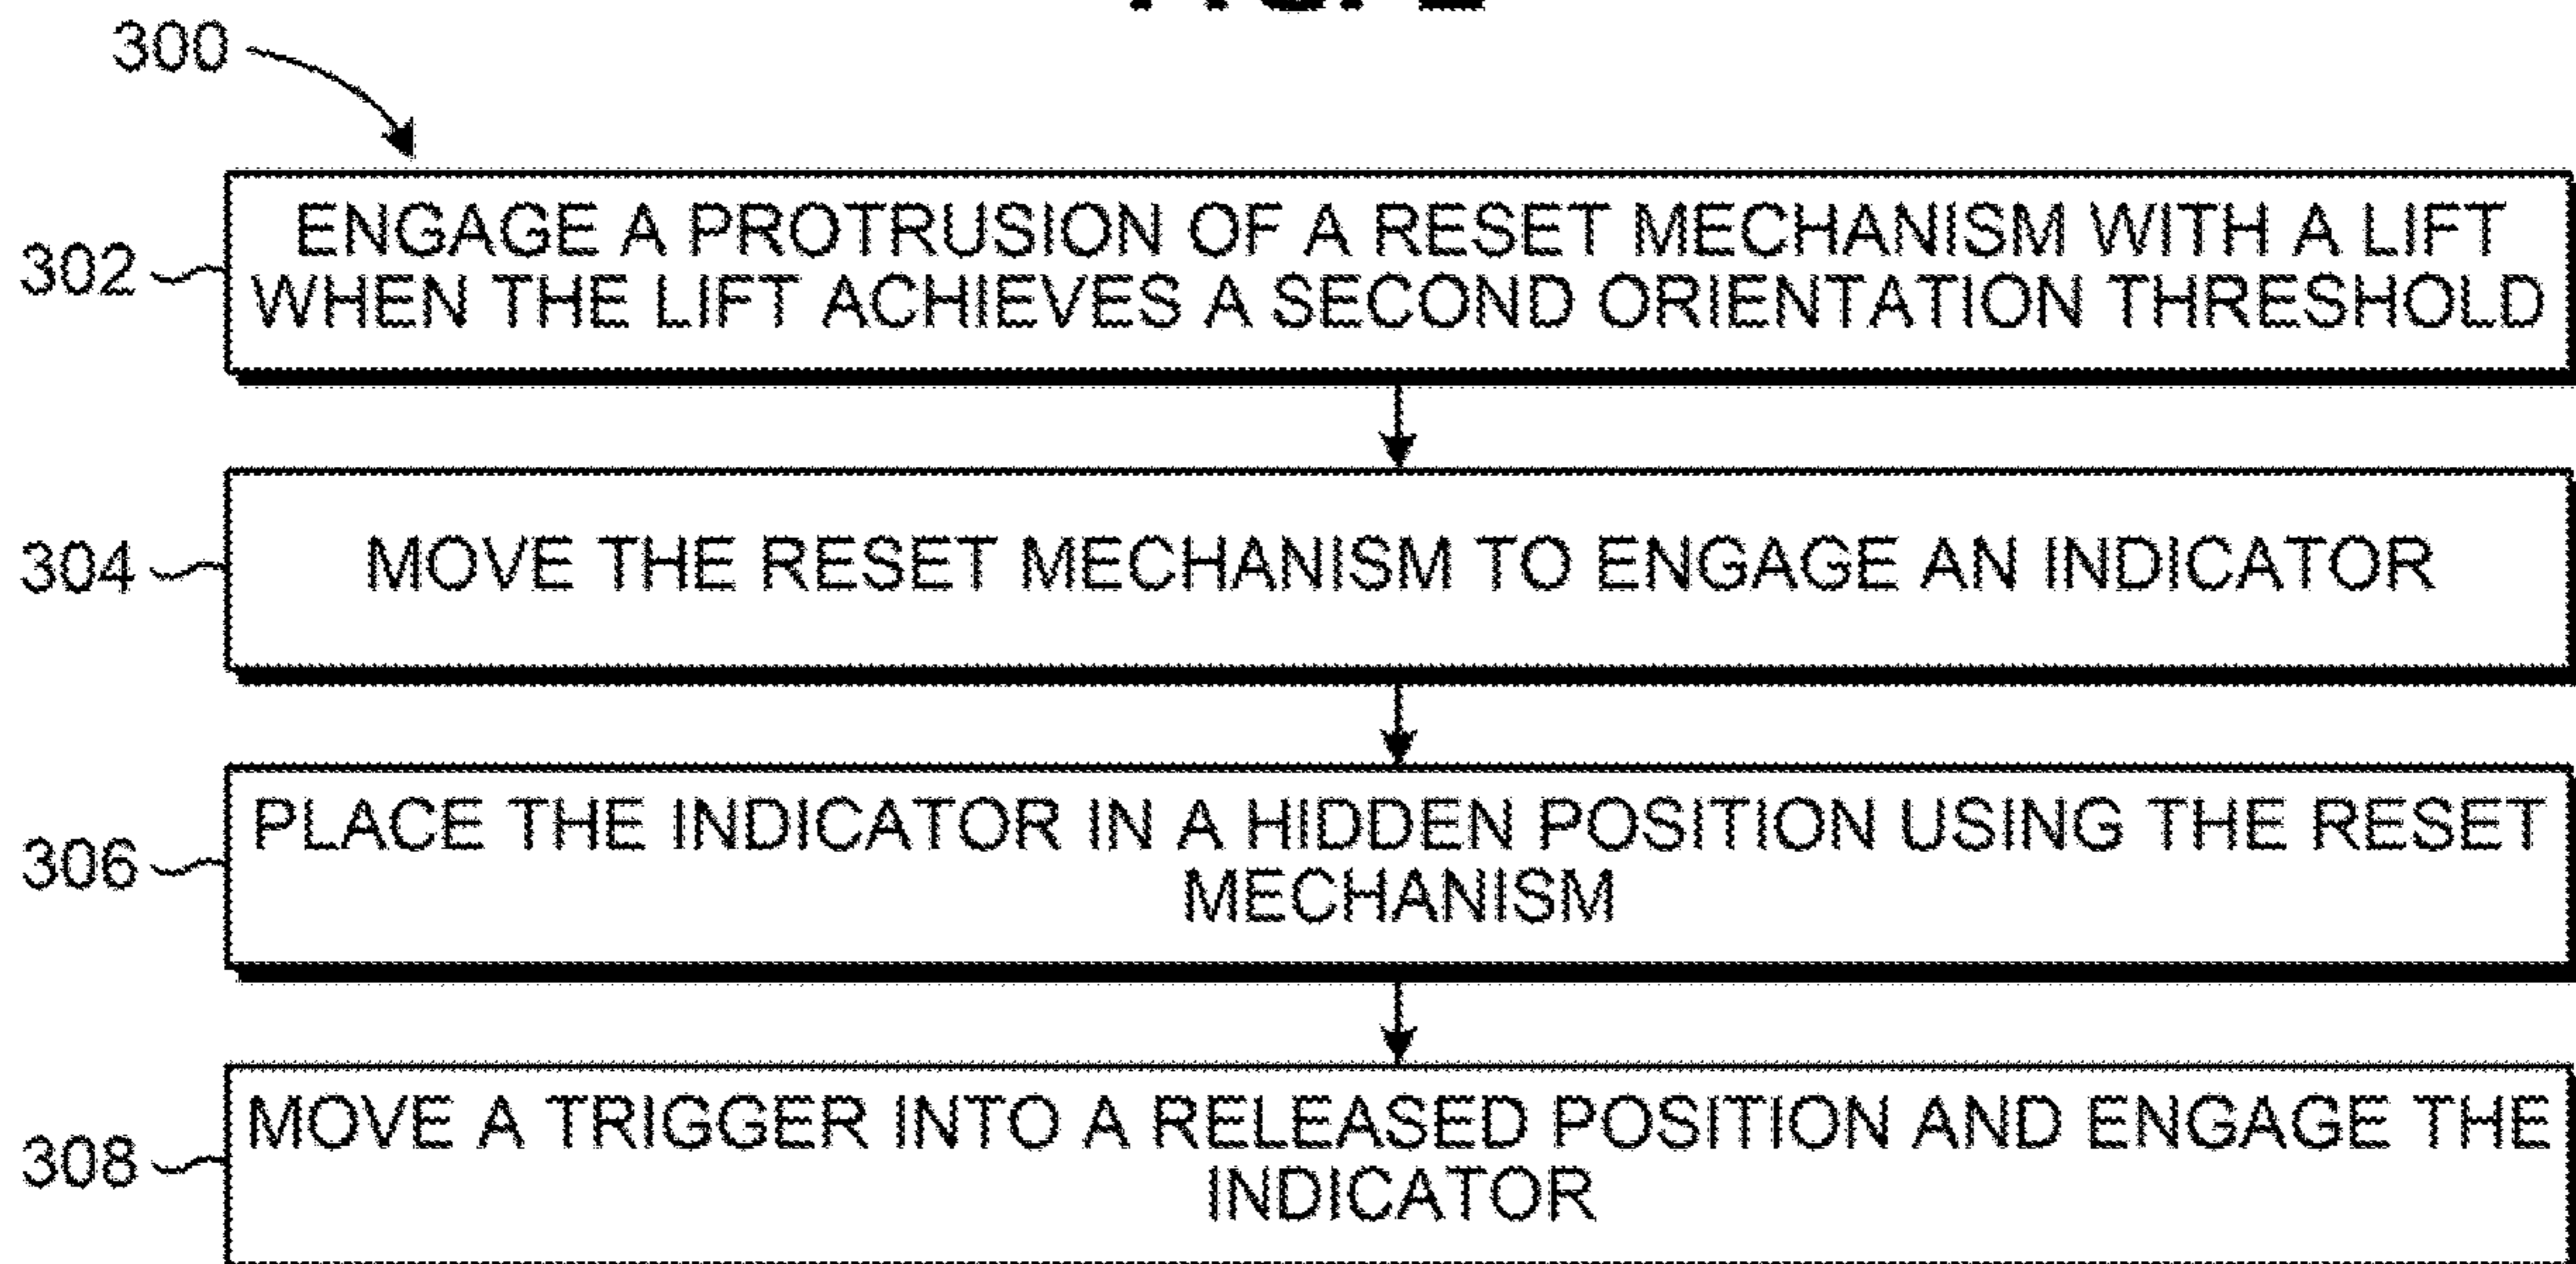 300
302
ENGAGE A PROTRUSION OF A RESET MECHANISM WITH A LIFT
WHEN THE LIFT ACHIEVES A SECOND ORIENTATION THRESHOLD
304
MOVE THE RESET MECHANISM TO ENGAGE AN INDICATOR
306
PLACE THE INDICATOR IN A HIDDEN POSITION USING THE RESET
MECHANISM
308
MOVE A TRIGGER INTO A RELEASED POSITION AND ENGAGE THE
INDICATOR